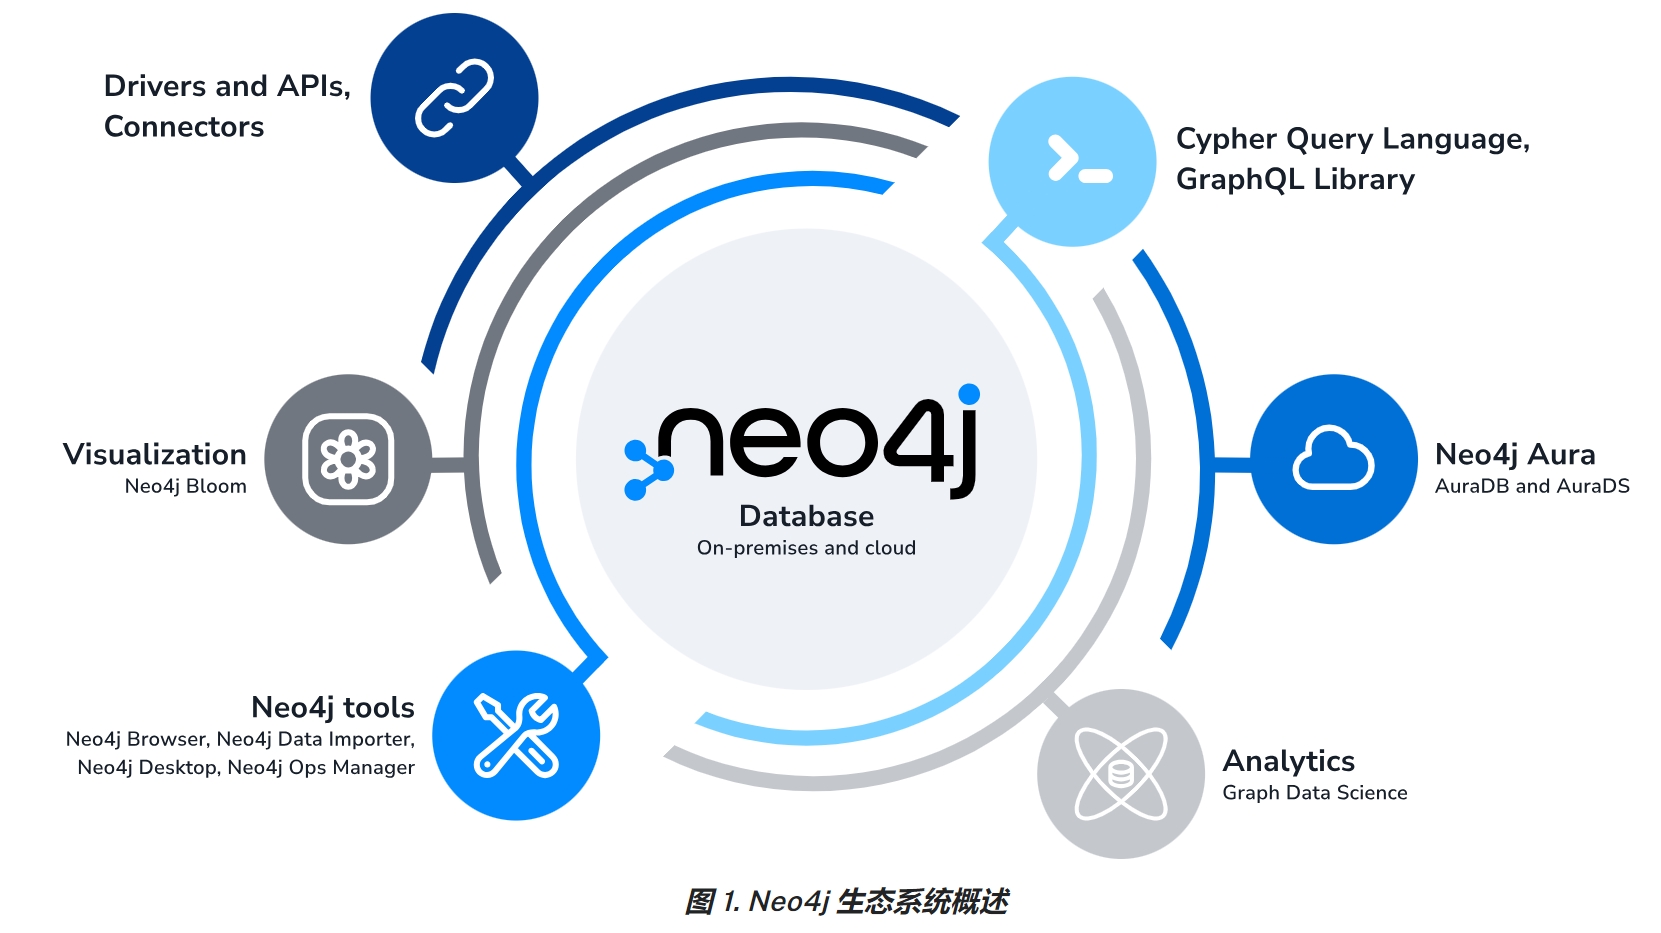 Drivers and APIs,
Connectors
Cypher Query Language,
GraphQL Library
Visualization
Neo4j Bloom
neo4j
Database
On-premises and cloud
Neo4j Aura
AuraDB and AuraDS
Neo4j tools
Neo4j Browser, Neo4j Data Importer,
Neo4j Desktop, Neo4j Ops Manager
Analytics
Graph Data Science
图 1. Neo4j 生态系统概述